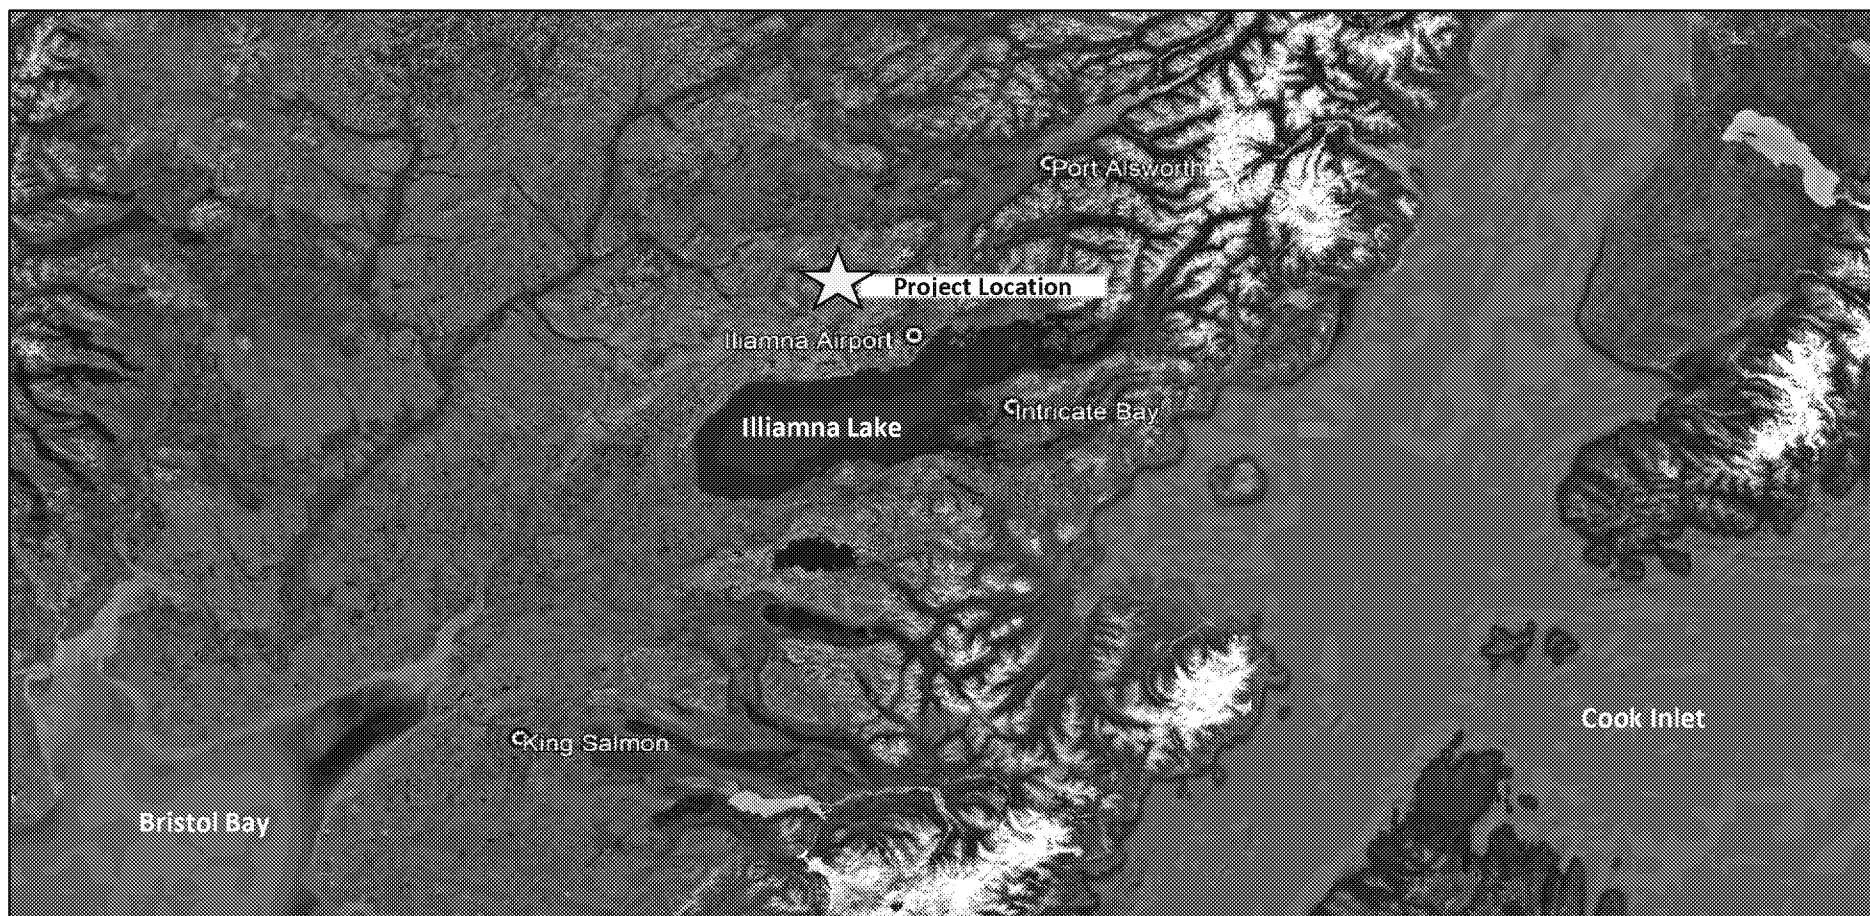 Port Alsworth
Project Location
Iliamna Airport
Intricate Bay
Illiamna Lake
Cook Inlet
King Salmon
Bristol Bay